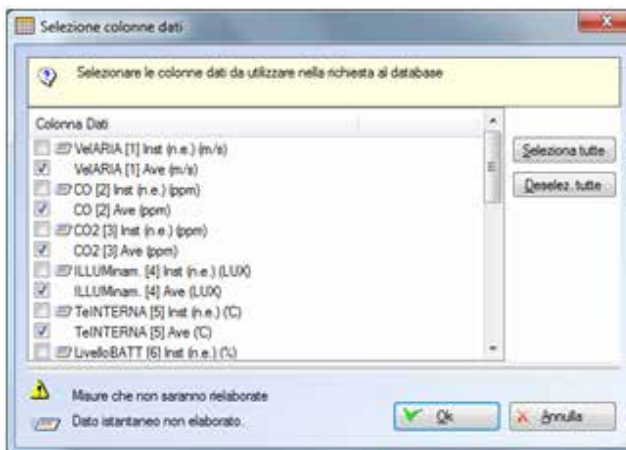 Selezione colonne dati
Selezionare le colonne dati da utilizzare nella richiesta al database
Colonna Dati
VelARIA [1] Inst (n.e.) (m/s)
VelARIA [1] Ave (m/s)
CO [2] Inst (n.e.) (ppm)
CO [2] Ave (ppm)
CO2 [3] Inst (n.e.) (ppm)
CO2 [3] Ave (ppm)
ILLUMinam. [4] Inst (n.e.) (LUX)
ILLUMinam. [4] Ave (LUX)
TeINTERNA [5] Inst (n.e.) (°C)
TeINTERNA [5] Ave (°C)
LivelloBATT [6] Inst (n.e.) (%)
Seleziona tutte
Deselez. tutte
Misure che non saranno rielaborate
Dato istantaneo non elaborato.
Ok
Annulla